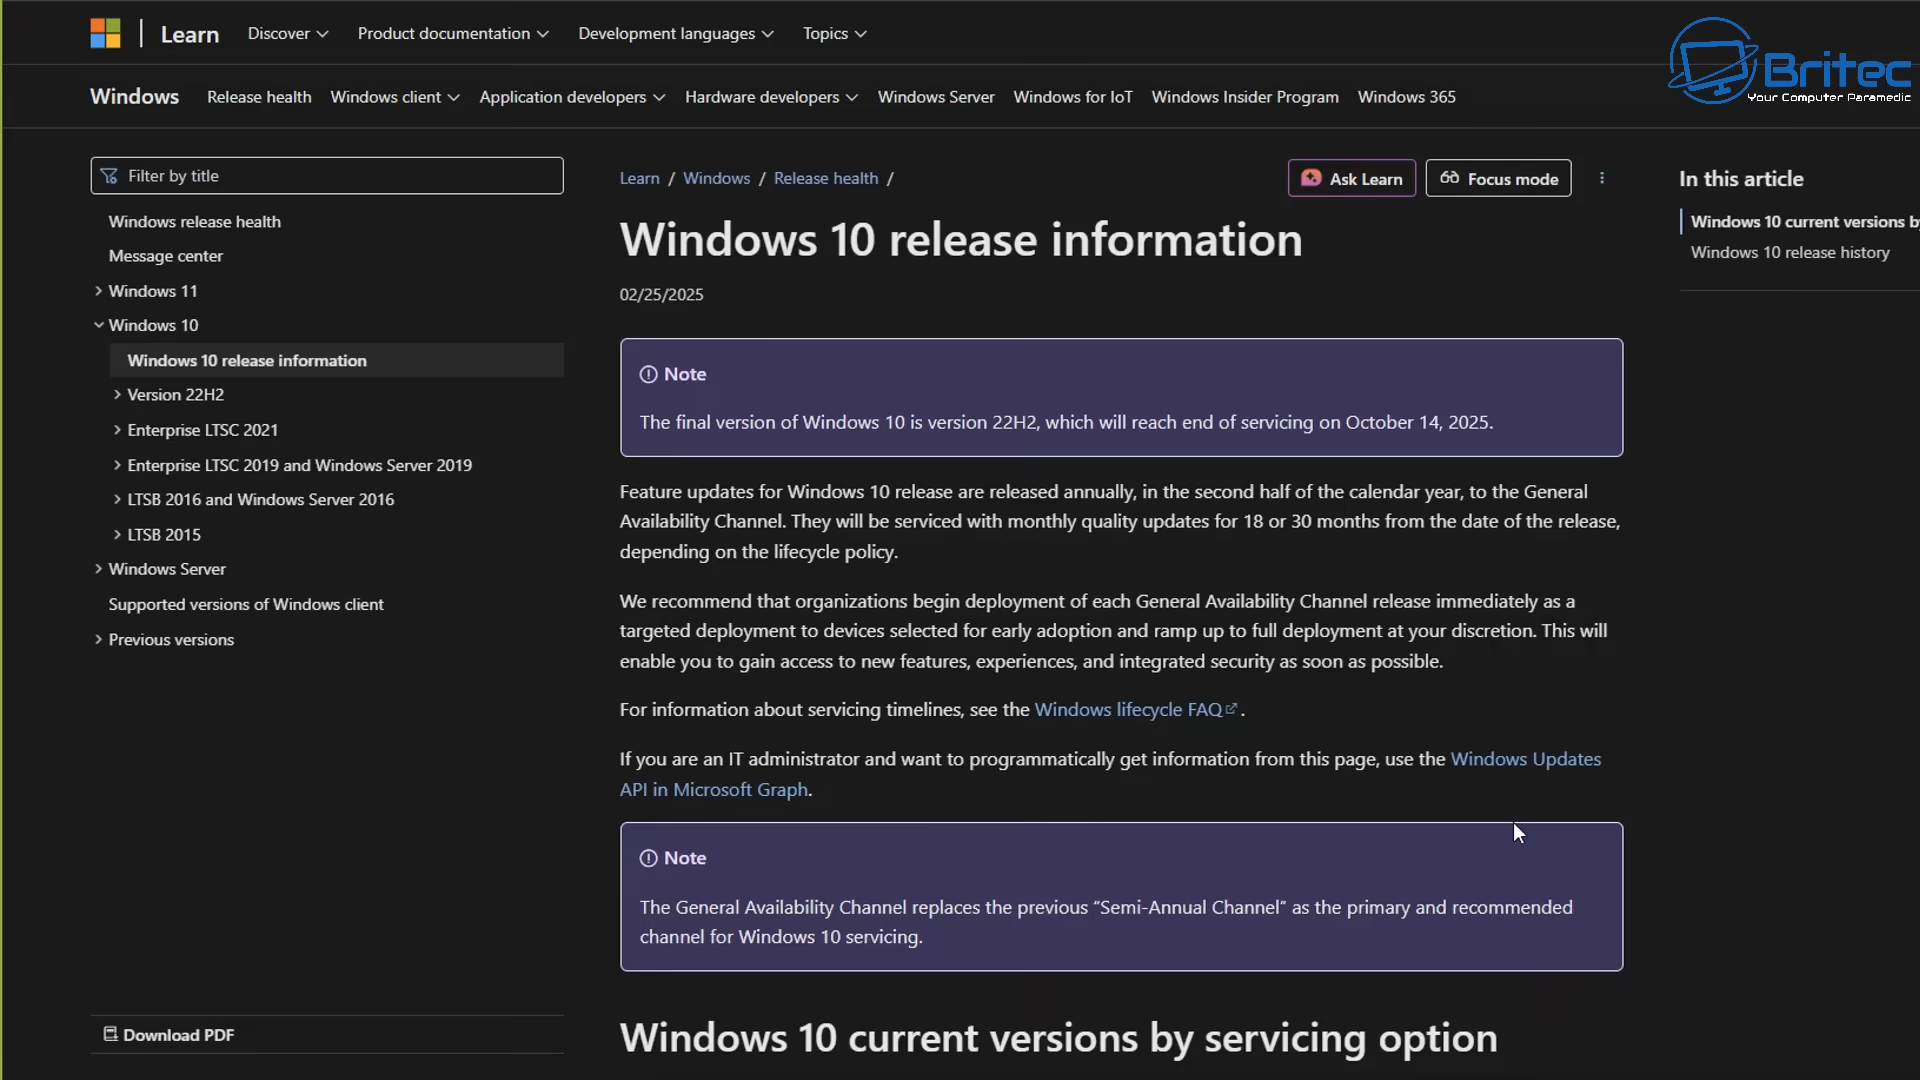 Learn Discover Product documentation Development languages Topics
Britec
Your Computer Paramedic
Windows Release health Windows client Application developers Hardware developers Windows Server Windows for IoT Windows Insider Program Windows 365
Filter by title
Windows release health
Message center
Windows 11
Windows 10
Windows 10 release information
Version 22H2
Enterprise LTSC 2021
Enterprise LTSC 2019 and Windows Server 2019
LTSB 2016 and Windows Server 2016
LTSB 2015
Windows Server
Supported versions of Windows client
Previous versions
Download PDF
Learn / Windows / Release health /
Ask Learn
Focus mode
Windows 10 release information
02/25/2025
Note
The final version of Windows 10 is version 22H2, which will reach end of servicing on October 14, 2025.
Feature updates for Windows 10 release are released annually, in the second half of the calendar year, to the General
Availability Channel. They will be serviced with monthly quality updates for 18 or 30 months from the date of the release,
depending on the lifecycle policy.
We recommend that organizations begin deployment of each General Availability Channel release immediately as a
targeted deployment to devices selected for early adoption and ramp up to full deployment at your discretion. This will
enable you to gain access to new features, experiences, and integrated security as soon as possible.
For information about servicing timelines, see the Windows lifecycle FAQ.
If you are an IT administrator and want to programmatically get information from this page, use the Windows Updates
API in Microsoft Graph.
Note
The General Availability Channel replaces the previous “Semi-Annual Channel” as the primary and recommended
channel for Windows 10 servicing.
Windows 10 current versions by servicing option
In this article
Windows 10 current versions by
Windows 10 release history